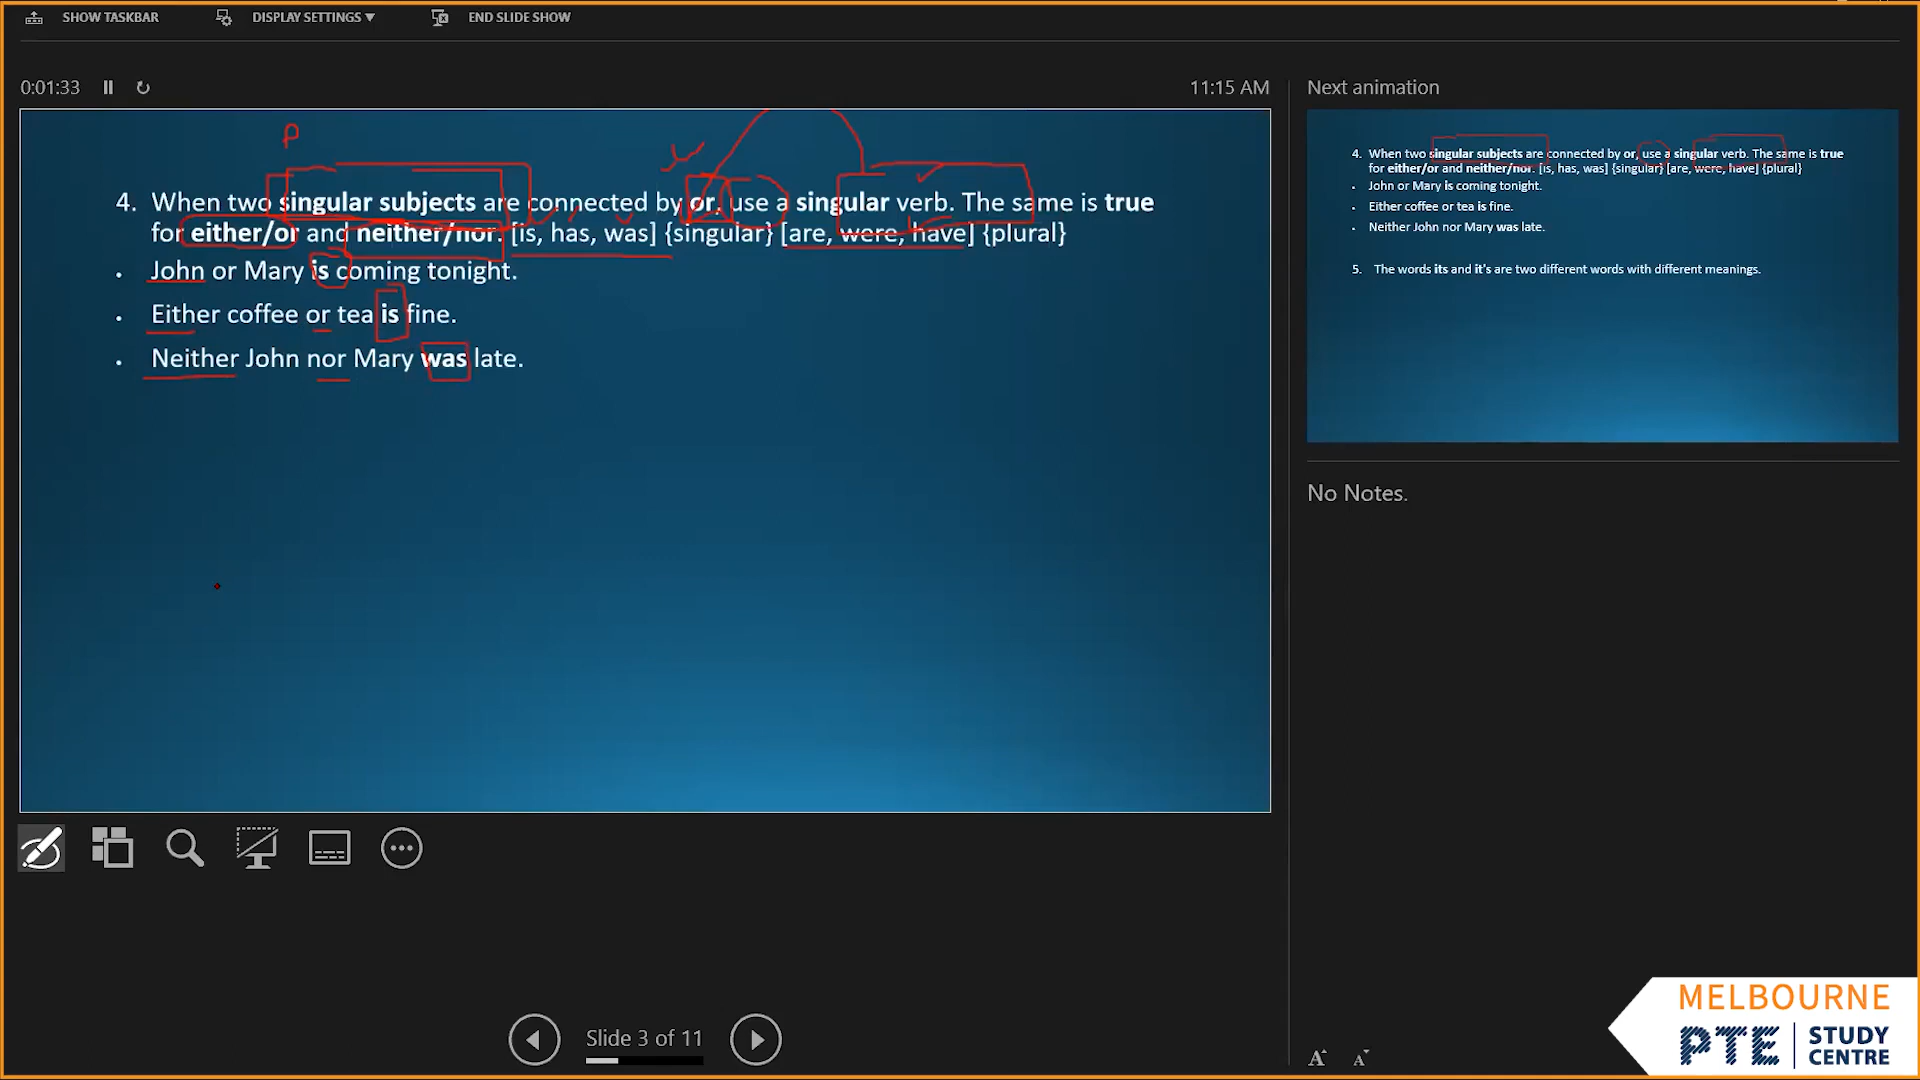 SHOW TASKBAR DISPLAY SETTINGS ▼ END SLIDE SHOW
0:01:33 11:15 AM
P
4. When two singular subjects are connected by or, use a singular verb. The same is true
for either/or and neither/nor. [is, has, was] {singular} [are, were, have] {plural}
• John or Mary is coming tonight.
• Either coffee or tea is fine.
• Neither John nor Mary was late.
Slide 3 of 11
Next animation
4. When two singular subjects are connected by or, use a singular verb. The same is true
for either/or and neither/nor. [is, has, was] {singular} [are, were, have] {plural}
• John or Mary is coming tonight.
• Either coffee or tea is fine.
• Neither John nor Mary was late.
5. The words its and it's are two different words with different meanings.
No Notes.
A A
MELBOURNE
PTE STUDY
CENTRE